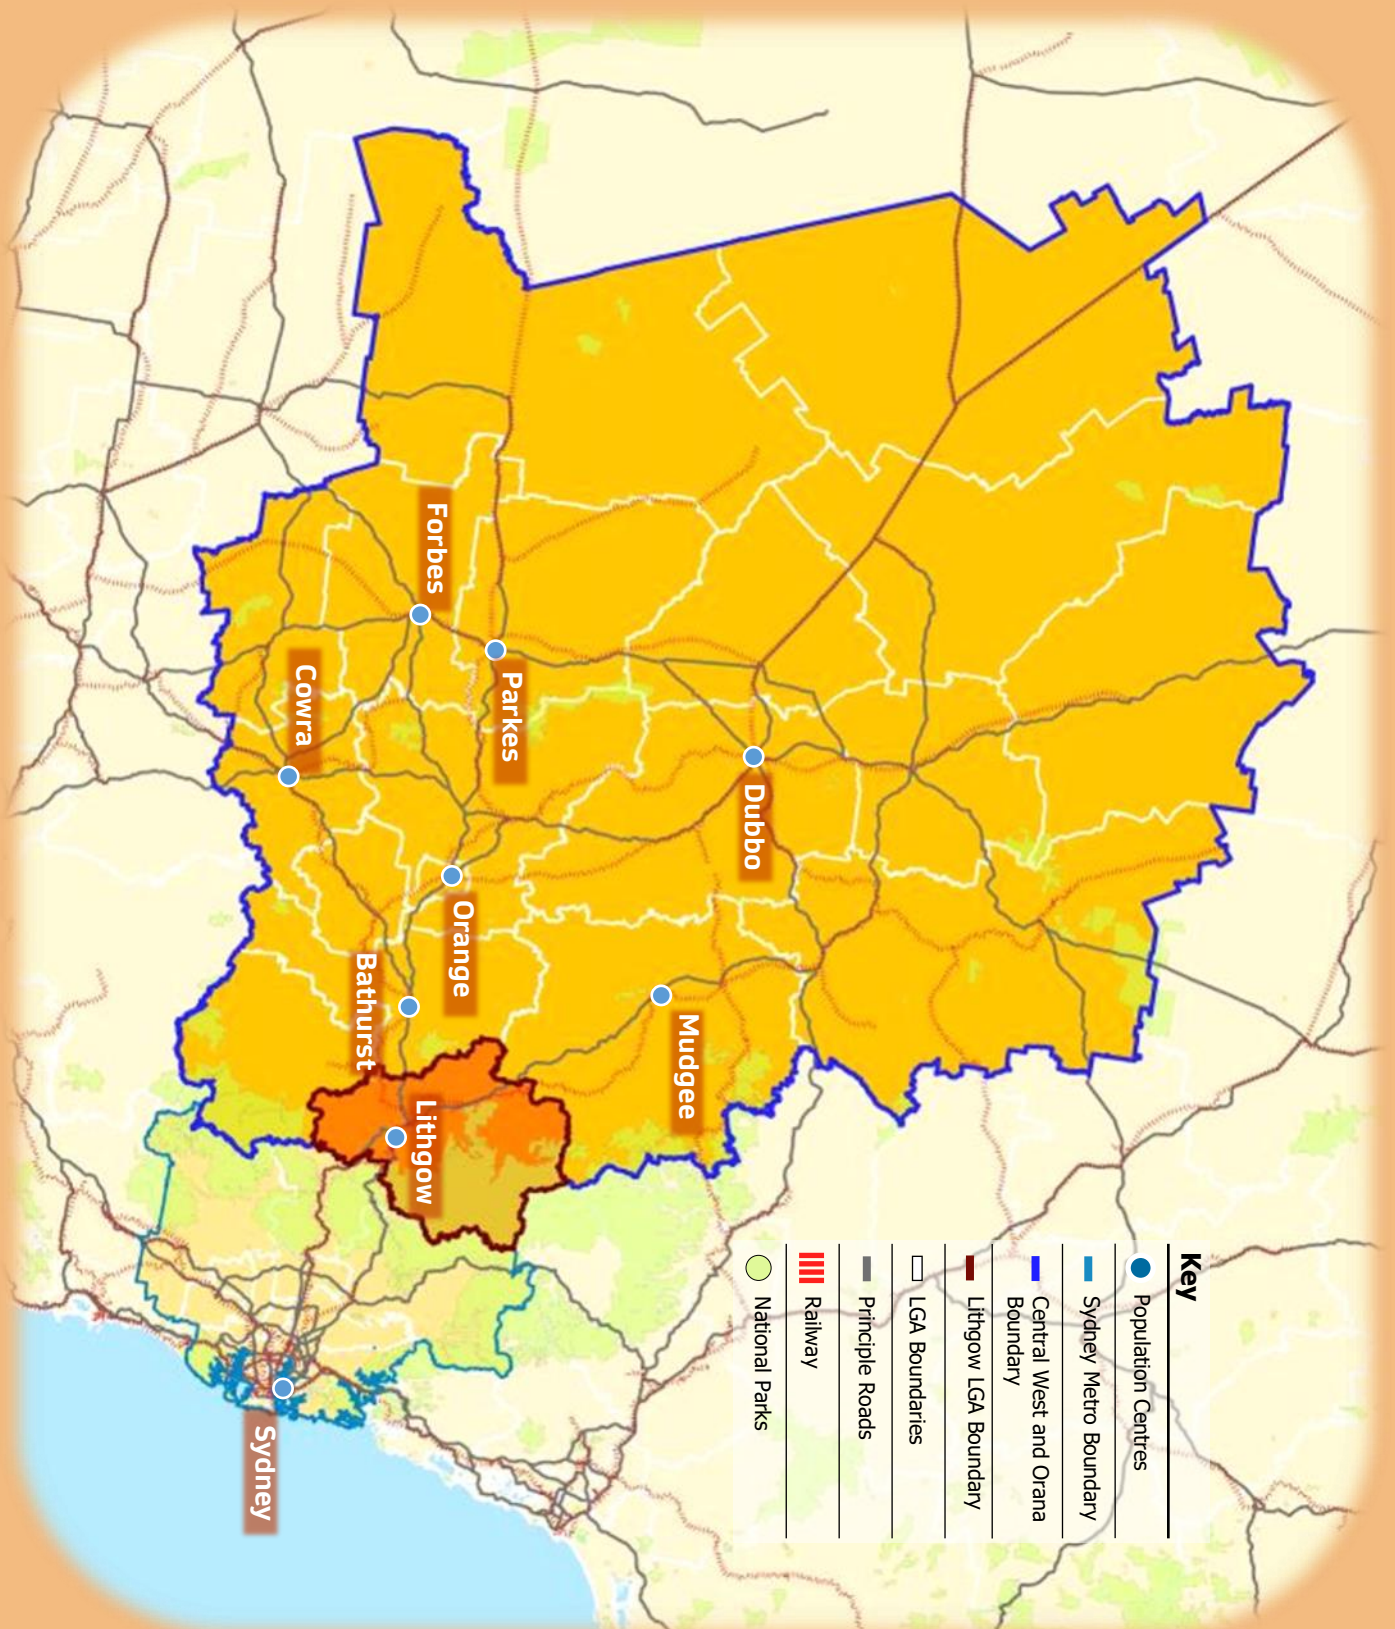 Key
Population Centres
Sydney Metro Boundary
Central West and Orana
Boundary
Lithgow LGA Boundary
LGA Boundaries
Principle Roads
Railway
National Parks
Dubbo
Mudgee
Parkes
Orange
Forbes
Lithgow
Bathurst
Cowra
Sydney